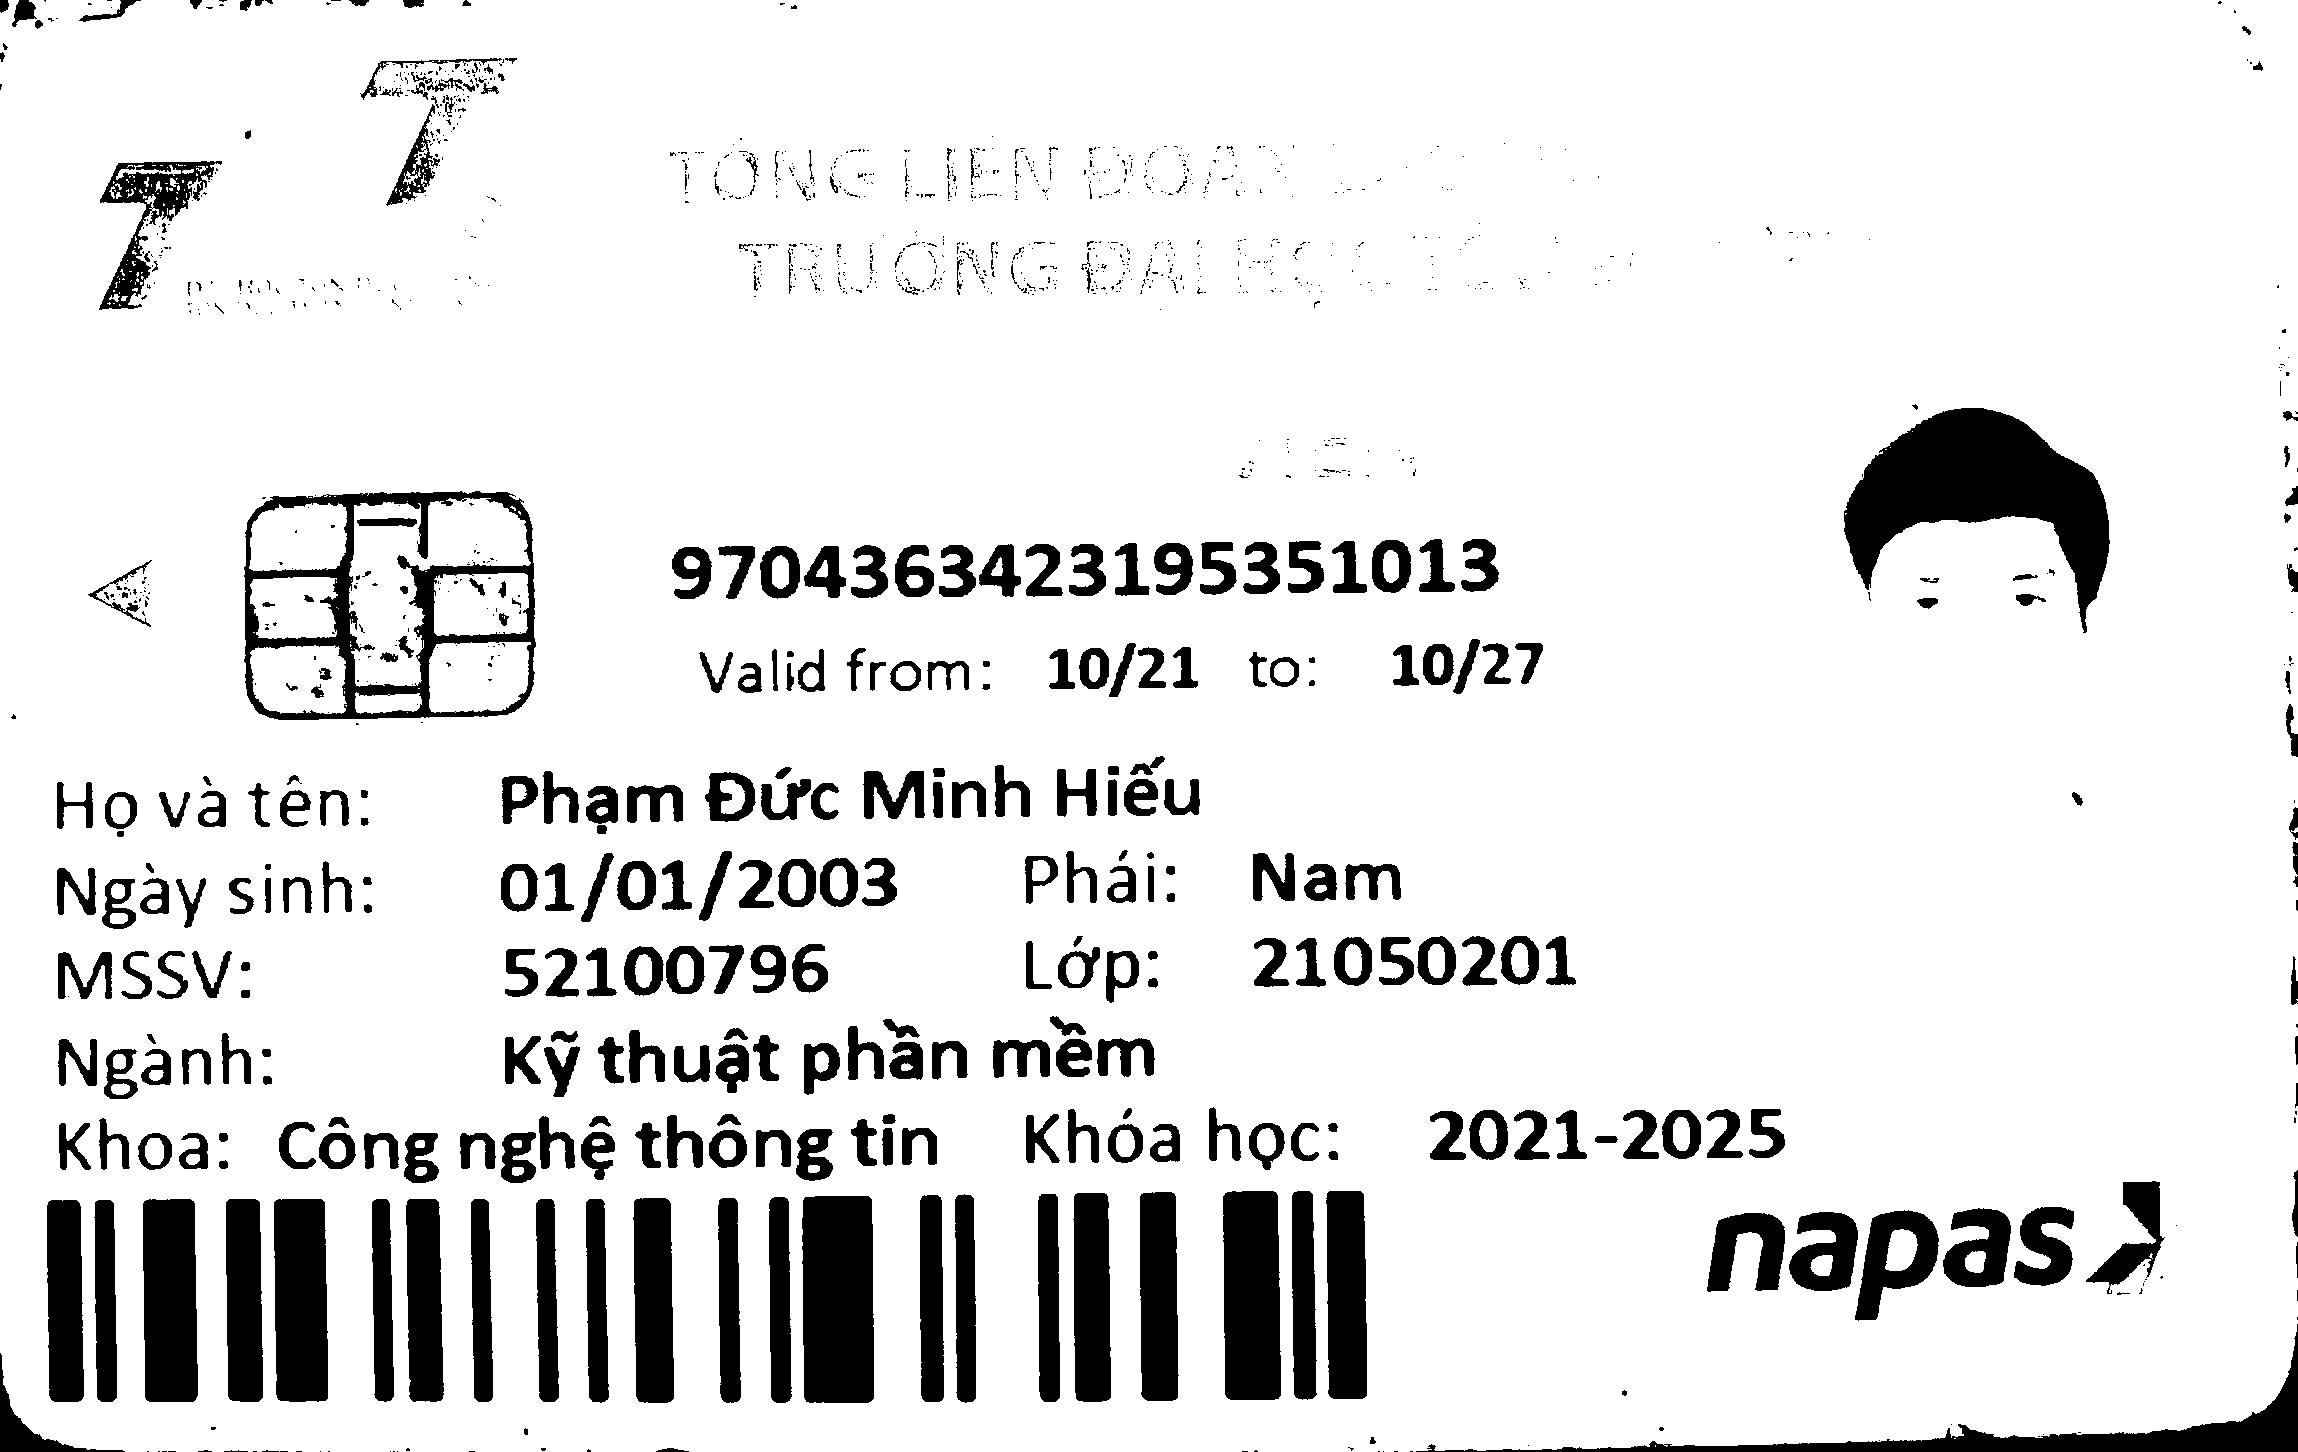 TỔNG LIÊN ĐOÀN
TRƯỜNG ĐẠI HỌC TÔN
9704363423195351013
Valid from: 10/21 to: 10/27
Họ và tên: Phạm Đức Minh Hiếu
Ngày sinh: 01/01/2003 Phái: Nam
MSSV: 52100796 Lớp: 21050201
Ngành: Kỹ thuật phần mềm
Khoa: Công nghệ thông tin Khóa học: 2021-2025
napas